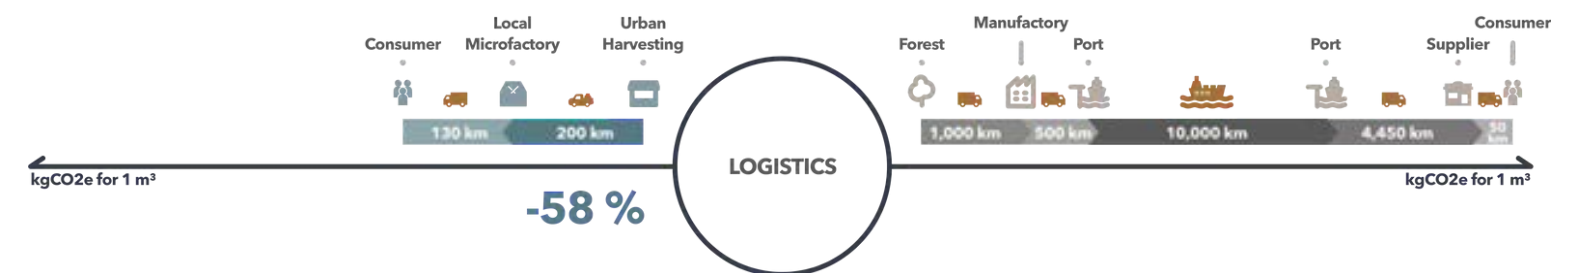 Consumer
Local
Microfactory
Urban
Harvesting
130 km
200 km
kgCO2e for 1 m³
-58 %
LOGISTICS
Forest
Manufactory
Port
Port
Supplier
Consumer
1,000 km
500 km
10,000 km
4,450 km
50
km
kgCO2e for 1 m³